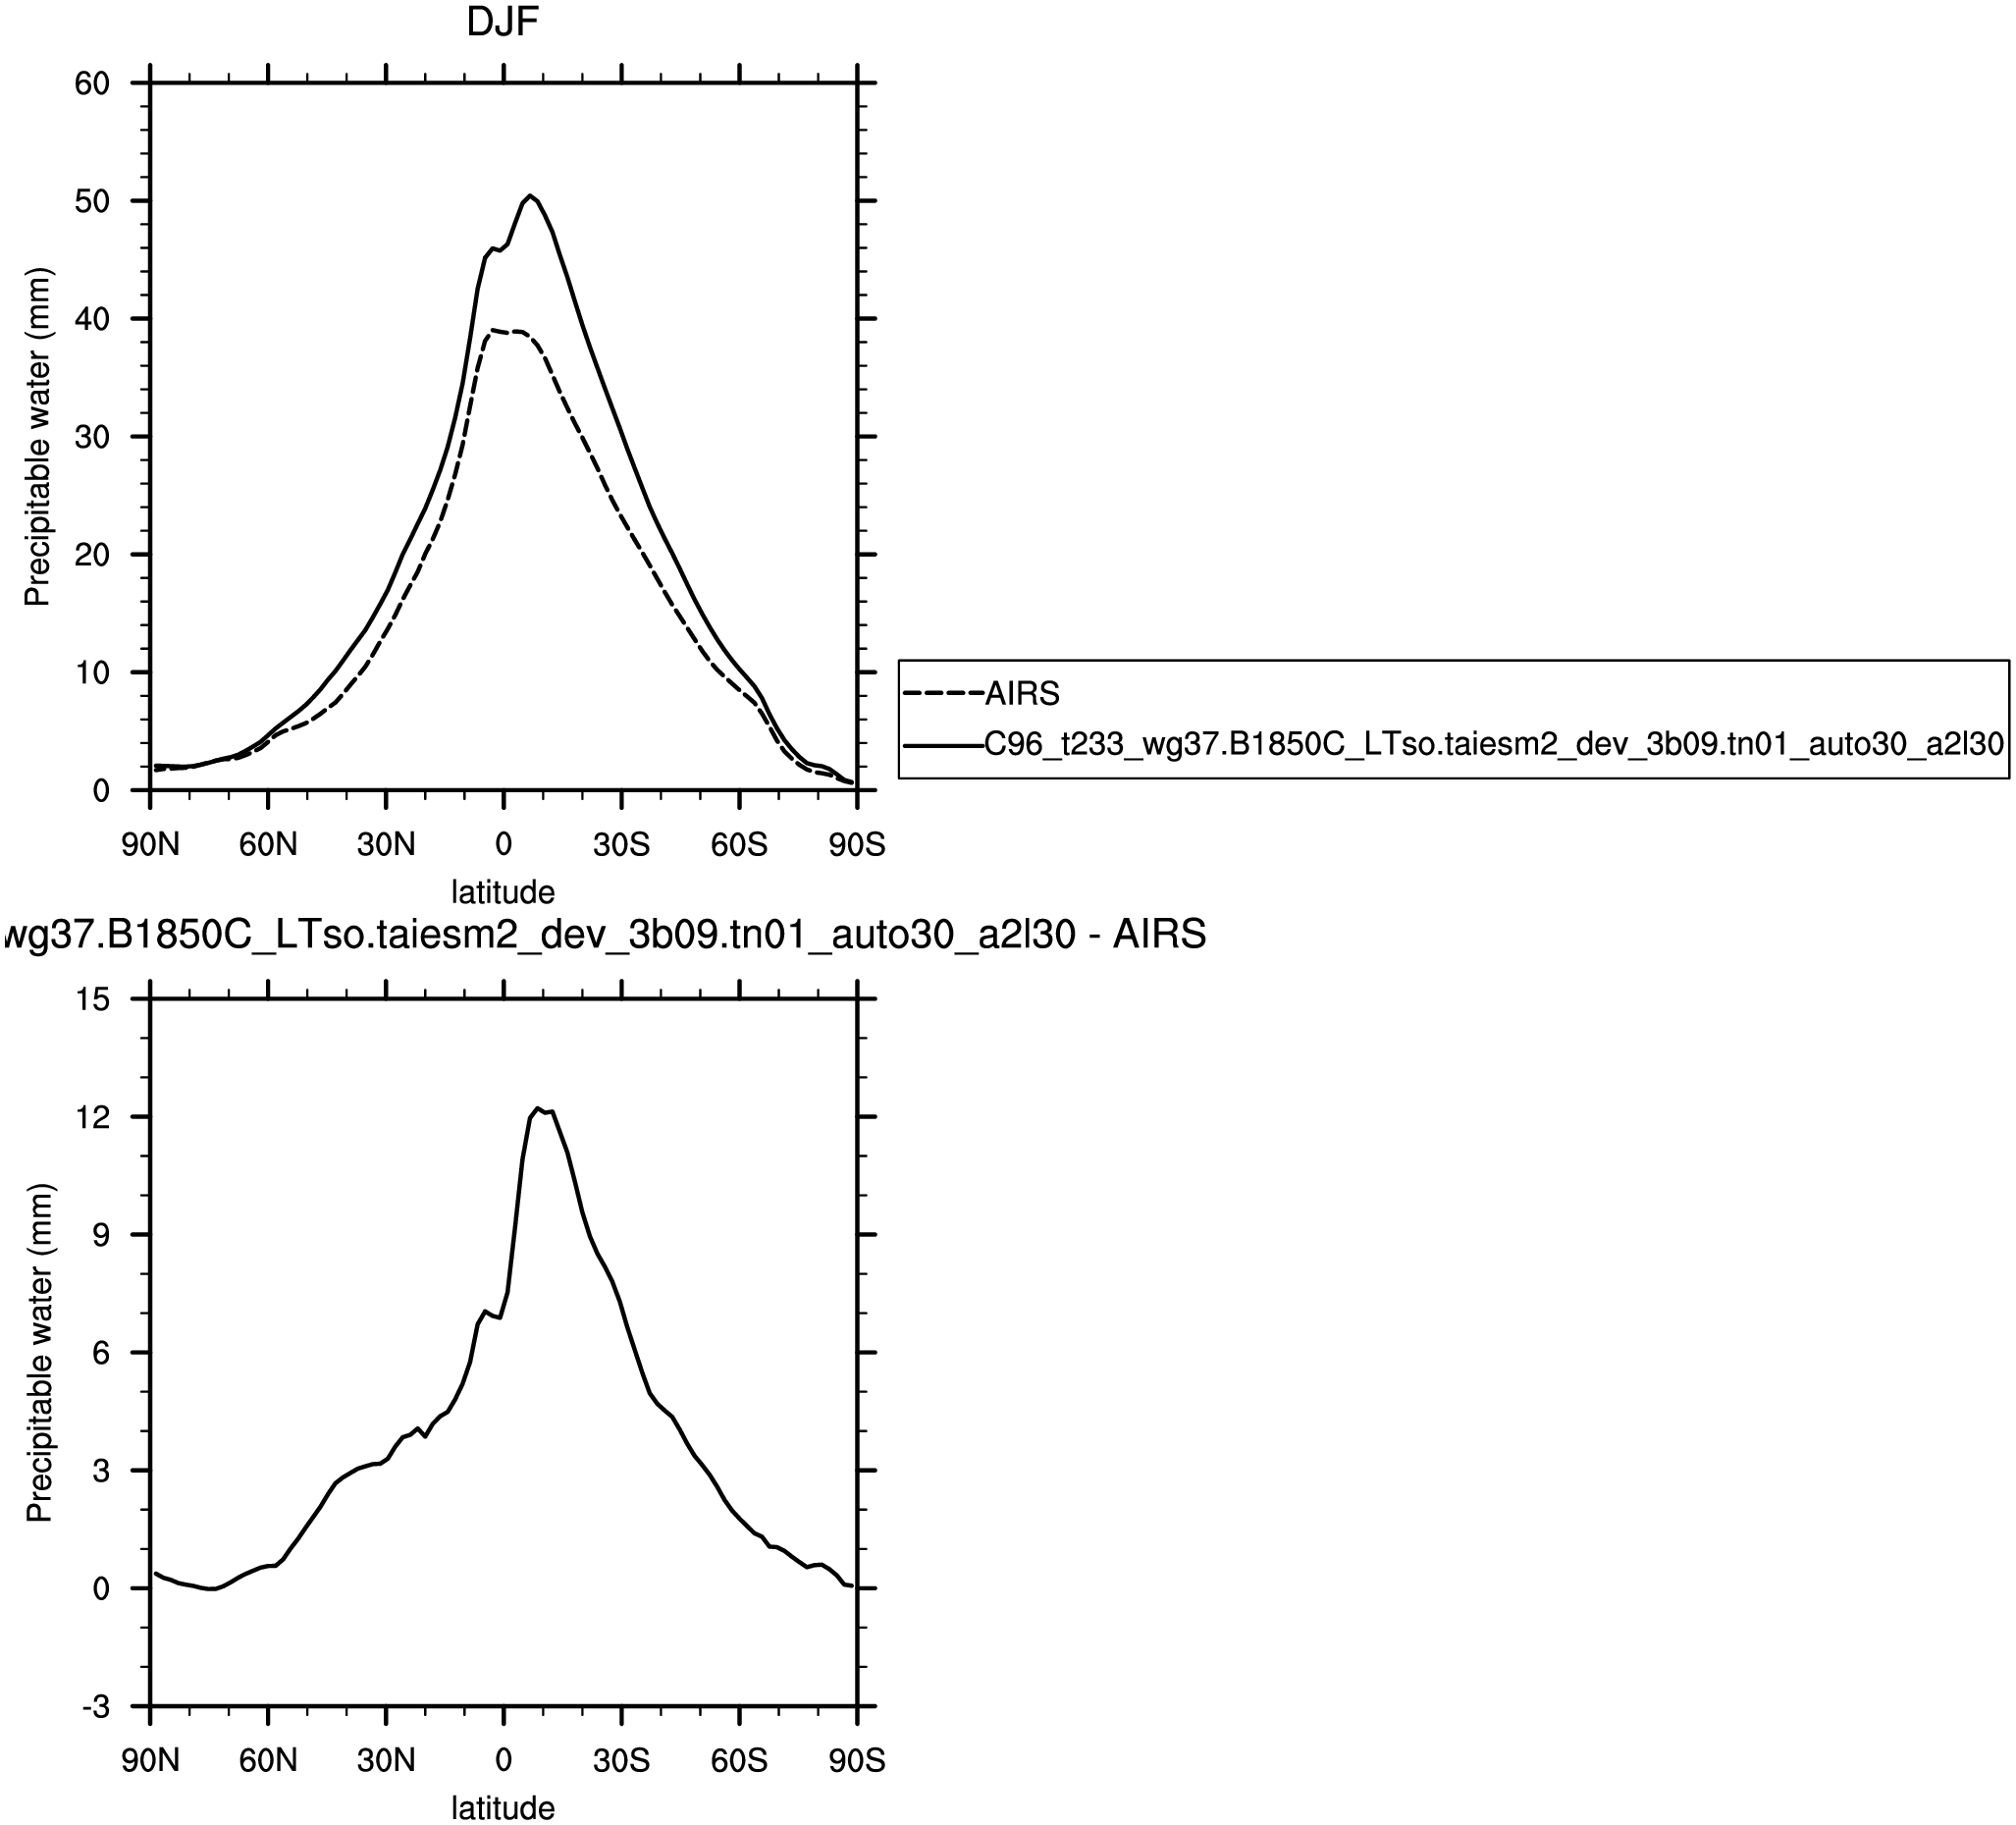 DJF
60
50
40
30
20
10
0
Precipitable water (mm)
90N 60N 30N 0 30S 60S 90S
latitude
AIRS
C96_t233_wg37.B1850C_LTso.taiesm2_dev_3b09.tn01_auto30_a2l30
wg37.B1850C_LTso.taiesm2_dev_3b09.tn01_auto30_a2l30 - AIRS
15
12
9
6
3
0
-3
Precipitable water (mm)
90N 60N 30N 0 30S 60S 90S
latitude